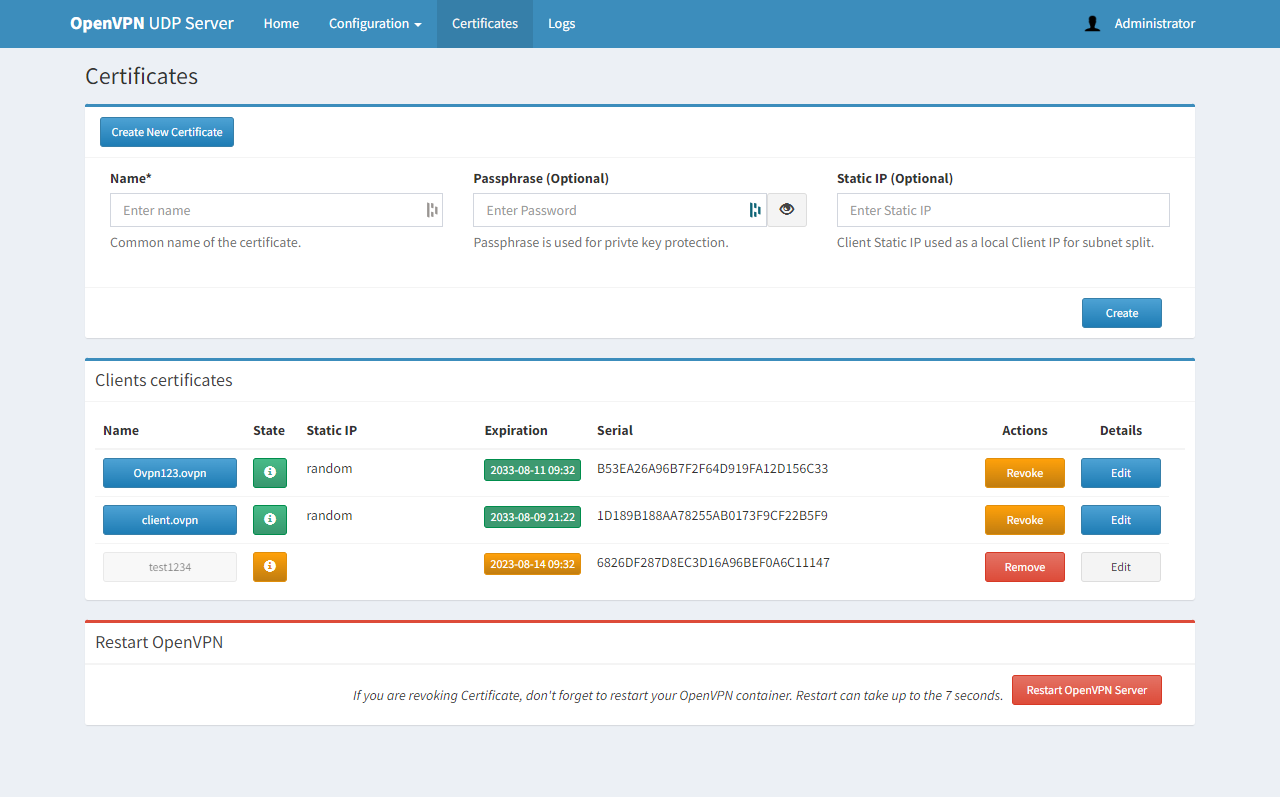 OpenVPN UDP Server Home Configuration Certificates Logs Administrator
Certificates
Create New Certificate
Name* Passphrase (Optional) Static IP (Optional)
Enter name Enter Password Enter Static IP
Common name of the certificate. Passphrase is used for privte key protection. Client Static IP used as a local Client IP for subnet split.
Create
Clients certificates
Name State Static IP Expiration Serial Actions Details
Ovpn123.ovpn random 2033-08-11 09:32 B53EA26A96B7F2F64D919FA12D156C33 Revoke Edit
client.ovpn random 2033-08-09 21:22 1D189B188AA78255AB0173F9CF22B5F9 Revoke Edit
test1234 2023-08-14 09:32 6826DF287D8EC3D16A96BEF0A6C11147 Remove Edit
Restart OpenVPN
If you are revoking Certificate, don't forget to restart your OpenVPN container. Restart can take up to the 7 seconds. Restart OpenVPN Server